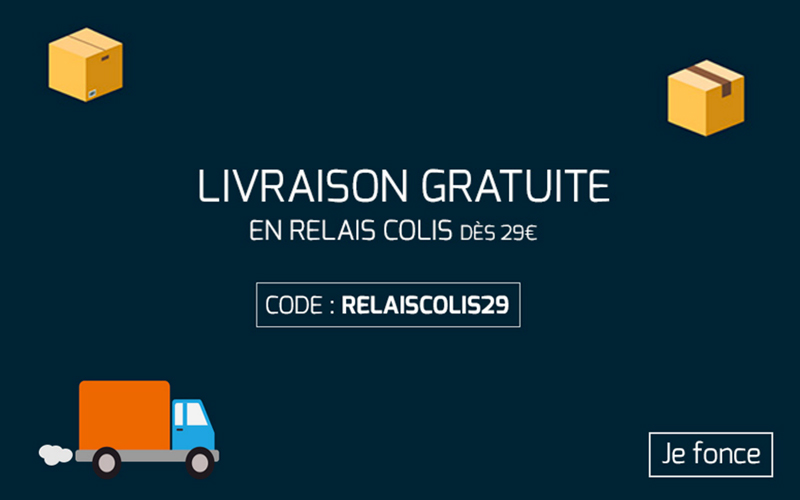 LIVRAISON GRATUITE
EN RELAIS COLIS DÈS 29€
CODE : RELAISCOLIS29
Je fonce